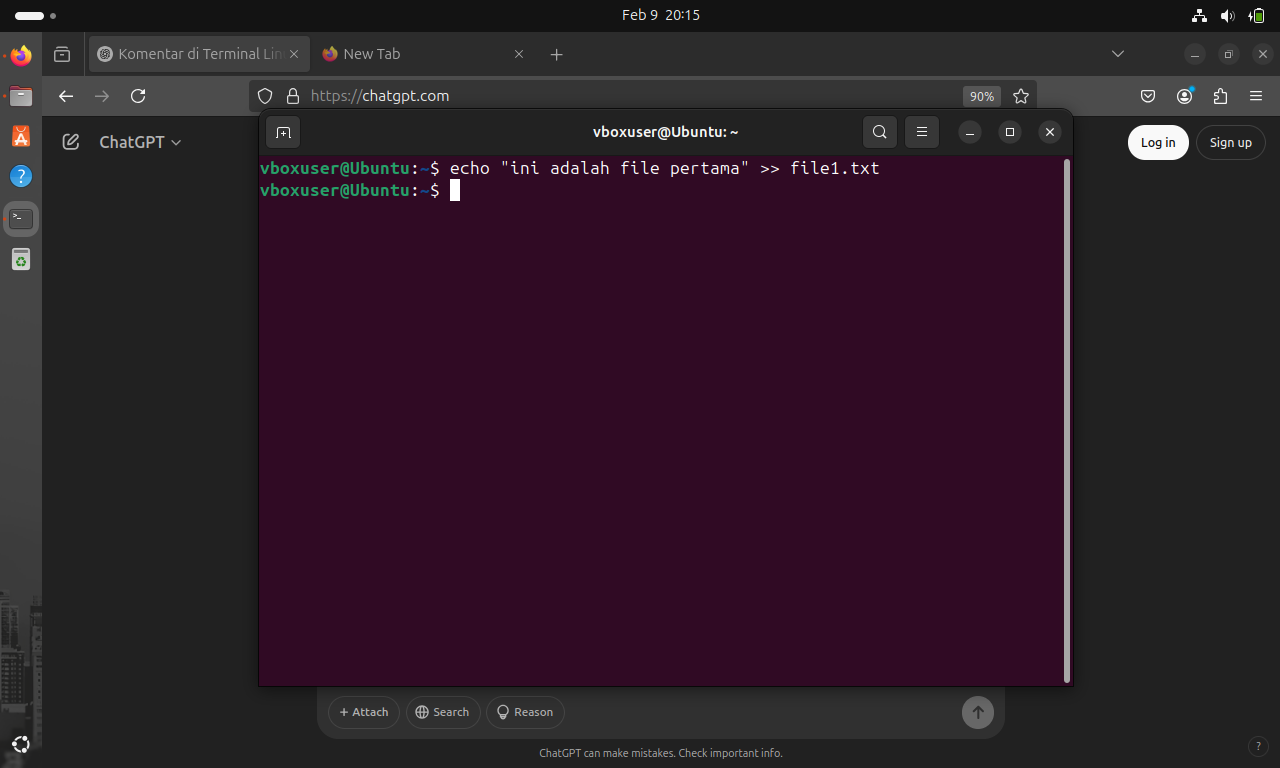 Feb 9 20:15
Komentar di Terminal Lin
New Tab
https://chatgpt.com
90%
ChatGPT
Log in
Sign up
vboxuser@Ubuntu: ~
vboxuser@Ubuntu:~$ echo "ini adalah file pertama" >> file1.txt
vboxuser@Ubuntu:~$
+ Attach
Search
Reason
ChatGPT can make mistakes. Check important info.
?